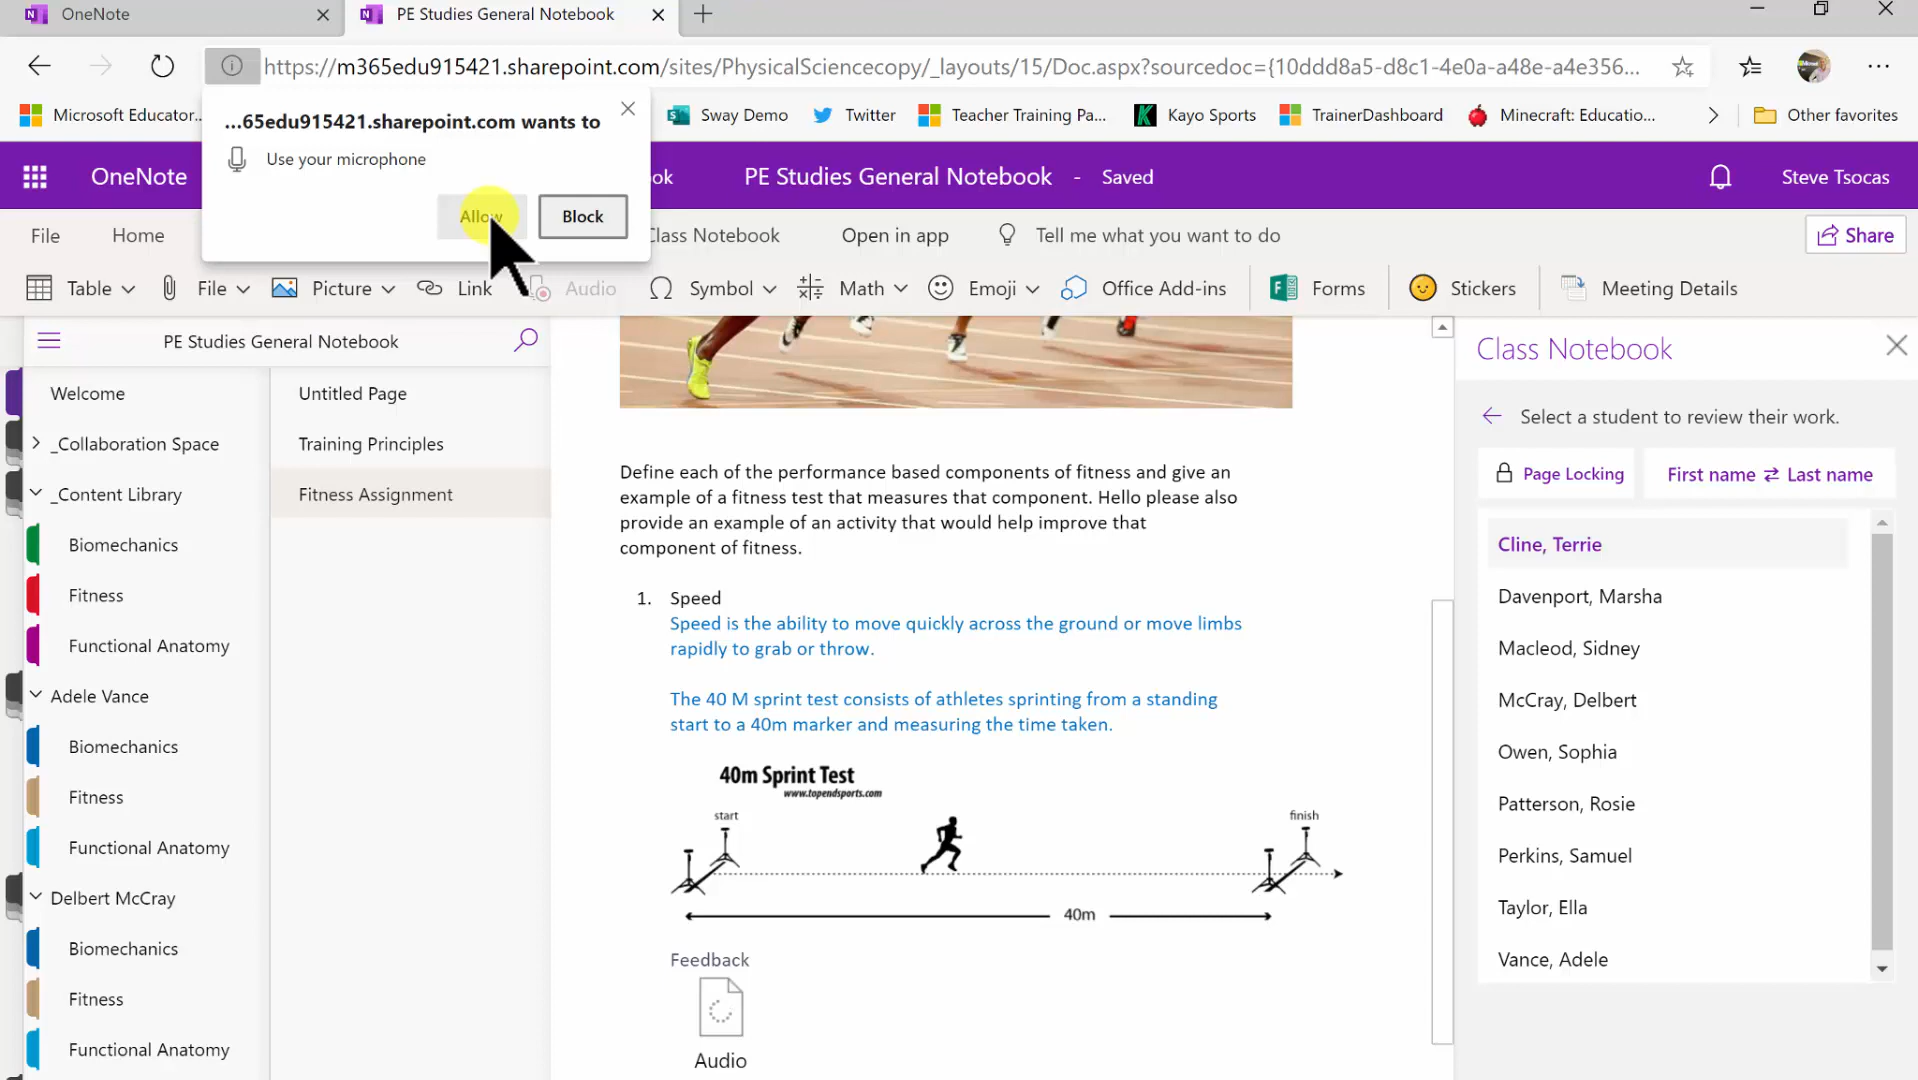 OneNote
PE Studies General Notebook
https://m365edu915421.sharepoint.com/sites/PhysicalSciencecopy/_layouts/15/Doc.aspx?sourcedoc={10ddd8a5-d8c1-4e0a-a48e-a4e356...
Microsoft Educator...
Sway Demo
Twitter
Teacher Training Pa...
Kayo Sports
TrainerDashboard
Minecraft: Educatio...
Other favorites
...65edu915421.sharepoint.com wants to
Use your microphone
Allow
Block
OneNote
ook
PE Studies General Notebook - Saved
Steve Tsocas
File
Home
Class Notebook
Open in app
Tell me what you want to do
Share
Table
File
Picture
Link
Audio
Symbol
Math
Emoji
Office Add-ins
Forms
Stickers
Meeting Details
PE Studies General Notebook
Welcome
_Collaboration Space
_Content Library
Biomechanics
Fitness
Functional Anatomy
Adele Vance
Biomechanics
Fitness
Functional Anatomy
Delbert McCray
Biomechanics
Fitness
Functional Anatomy
Untitled Page
Training Principles
Fitness Assignment
Define each of the performance based components of fitness and give an
example of a fitness test that measures that component. Hello please also
provide an example of an activity that would help improve that
component of fitness.
1. Speed
Speed is the ability to move quickly across the ground or move limbs
rapidly to grab or throw.
The 40 M sprint test consists of athletes sprinting from a standing
start to a 40m marker and measuring the time taken.
40m Sprint Test
www.topendsports.com
start
finish
40m
Feedback
Audio
Class Notebook
Select a student to review their work.
Page Locking
First name ⇄ Last name
Cline, Terrie
Davenport, Marsha
Macleod, Sidney
McCray, Delbert
Owen, Sophia
Patterson, Rosie
Perkins, Samuel
Taylor, Ella
Vance, Adele